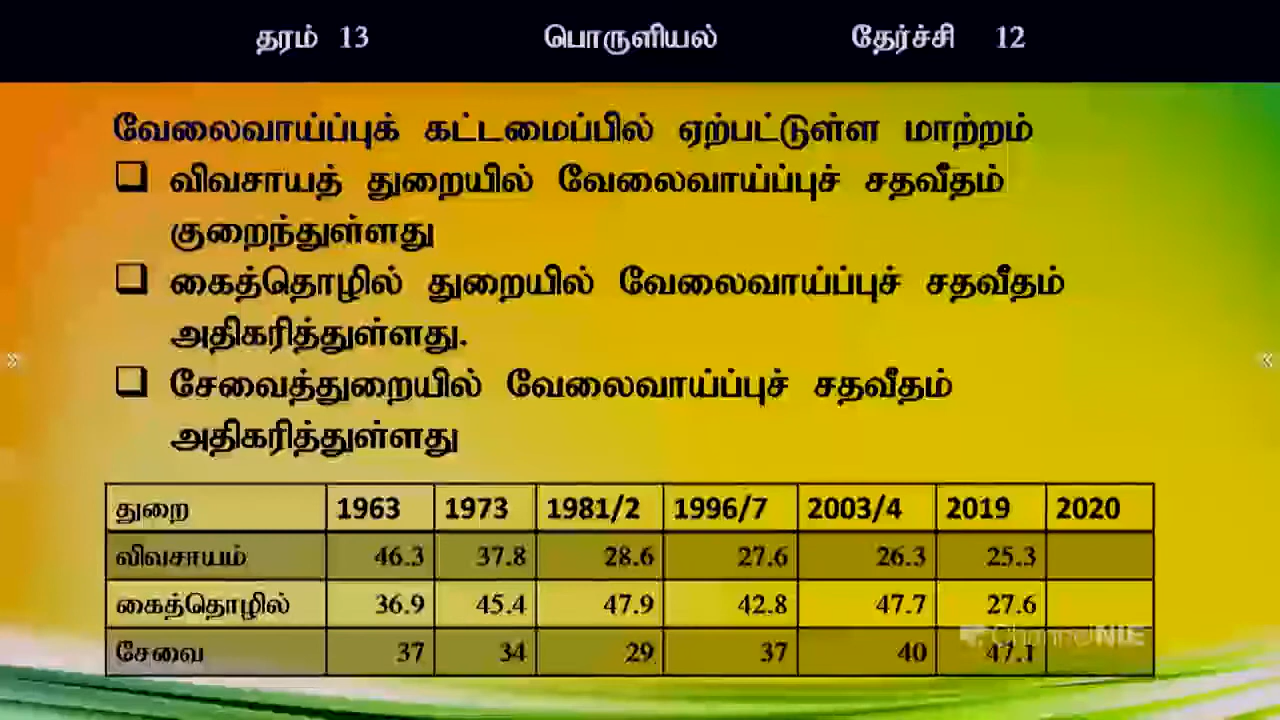 தரம் 13 பொருளியல் தேர்ச்சி 12
வேலைவாய்ப்புக் கட்டமைப்பில் ஏற்பட்டுள்ள மாற்றம்
❑ விவசாயத் துறையில் வேலைவாய்ப்புச் சதவீதம்
குறைந்துள்ளது
❑ கைத்தொழில் துறையில் வேலைவாய்ப்புச் சதவீதம்
அதிகரித்துள்ளது.
❑ சேவைத்துறையில் வேலைவாய்ப்புச் சதவீதம்
அதிகரித்துள்ளது
துறை 1963 1973 1981/2 1996/7 2003/4 2019 2020
விவசாயம் 46.3 37.8 28.6 27.6 26.3 25.3
கைத்தொழில் 36.9 45.4 47.9 42.8 47.7 27.6
Channel NIE
சேவை 37 34 29 37 40 47.1